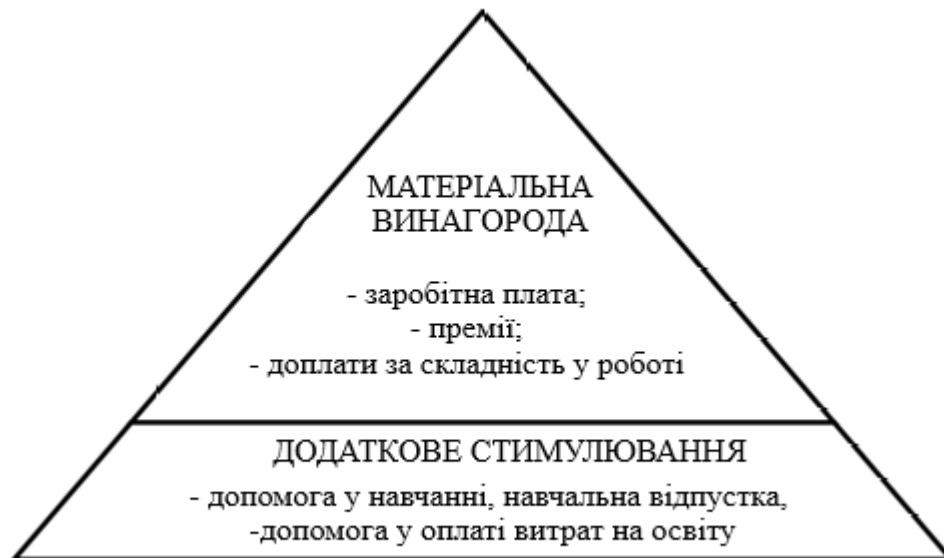 МАТЕРІАЛЬНА
ВИНАГОРОДА
- заробітна плата;
- премії;
- доплати за складність у роботі
ДОДАТКОВЕ СТИМУЛЮВАННЯ
- допомога у навчанні, навчальна відпустка,
-допомога у оплаті витрат на освіту